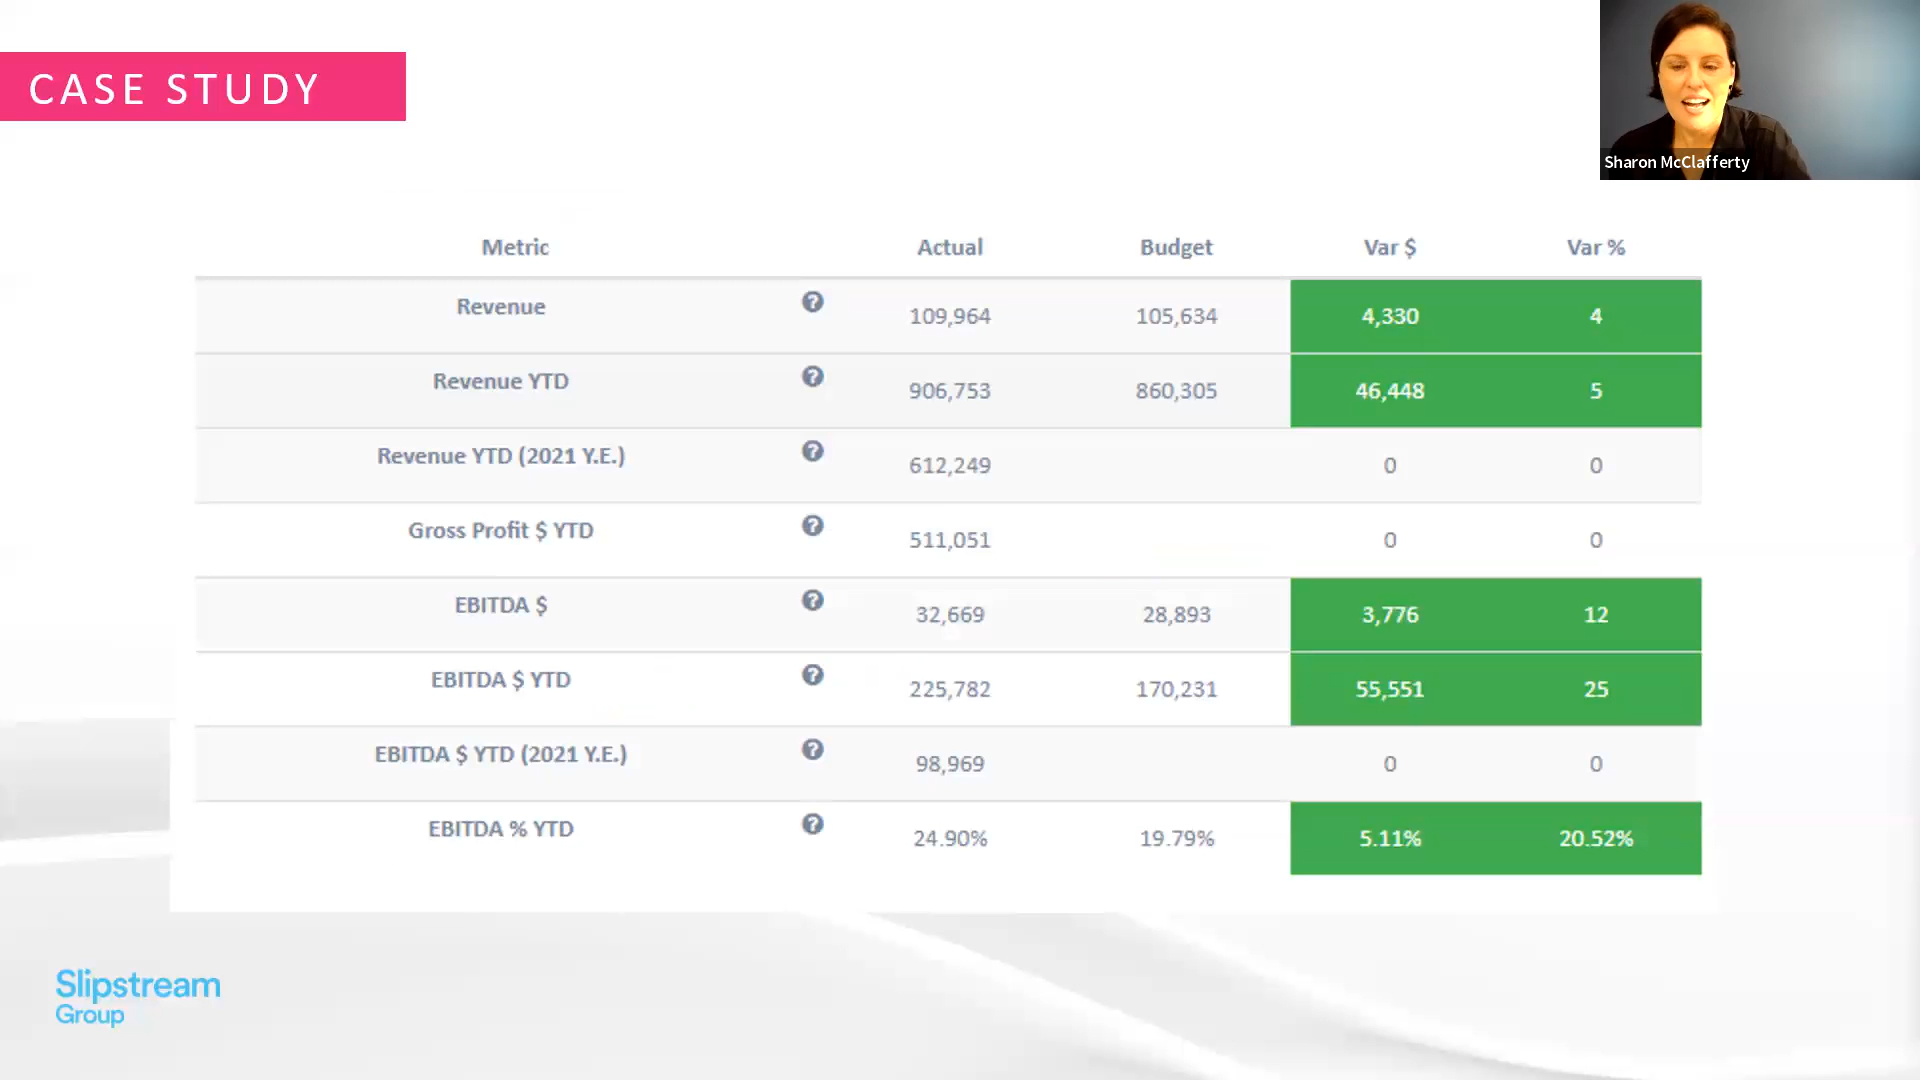 CASE STUDY
Sharon McClafferty
Metric Actual Budget Var $ Var %
Revenue ? 109,964 105,634 4,330 4
Revenue YTD ? 906,753 860,305 46,448 5
Revenue YTD (2021 Y.E.) ? 612,249 0 0
Gross Profit $ YTD ? 511,051 0 0
EBITDA $ ? 32,669 28,893 3,776 12
EBITDA $ YTD ? 225,782 170,231 55,551 25
EBITDA $ YTD (2021 Y.E.) ? 98,969 0 0
EBITDA % YTD ? 24.90% 19.79% 5.11% 20.52%
Slipstream
Group